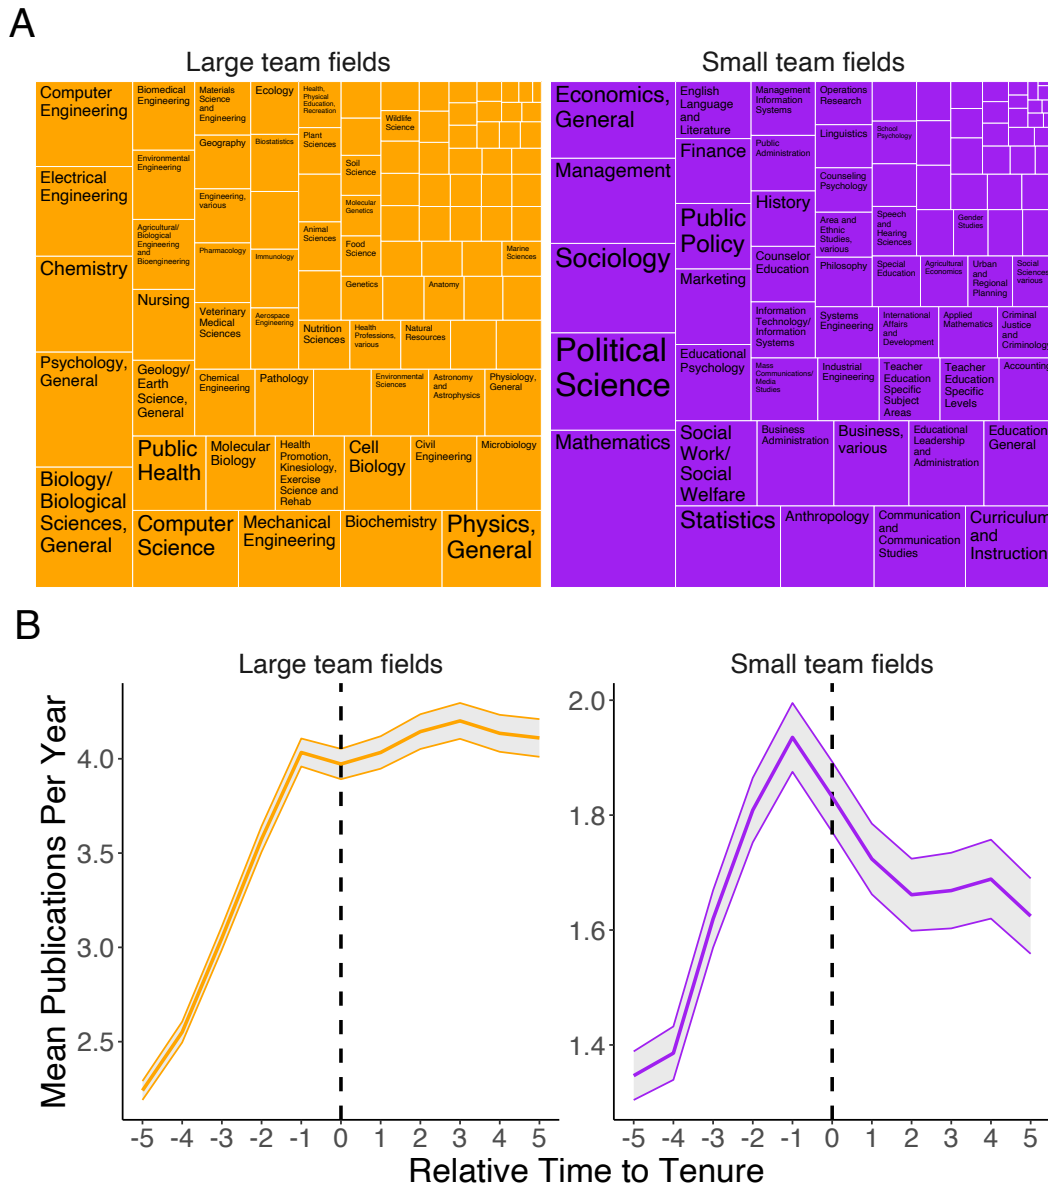 A
Large team fields
Small team fields
Computer
Engineering
Electrical
Engineering
Chemistry
Psychology,
General
Biology/
Biological
Sciences,
General
Biomedical
Engineering
Environmental
Engineering
Agricultural/
Biological
Engineering
and
Bioengineering
Nursing
Geology/
Earth
Science,
General
Materials
Science
and
Engineering
Geography
Engineering,
various
Pharmacology
Veterinary
Medical
Sciences
Chemical
Engineering
Ecology
Biostatistics
Immunology
Aerospace
Engineering
Pathology
Health,
Physical
Education,
Recreation
Plant
Sciences
Animal
Sciences
Nutrition
Sciences
Soil
Science
Molecular
Genetics
Food
Science
Genetics
Health
Professions,
various
Wildlife
Science
Anatomy
Marine
Sciences
Natural
Resources
Environmental
Sciences
Astronomy
and
Astrophysics
Physiology,
General
Public
Health
Molecular
Biology
Health
Promotion,
Kinesiology,
Exercise
Science and
Rehab
Cell
Biology
Civil
Engineering
Microbiology
Computer
Science
Mechanical
Engineering
Biochemistry
Physics,
General
Economics,
General
Management
Sociology
Political
Science
Mathematics
English
Language
and
Literature
Finance
Public
Policy
Marketing
Educational
Psychology
Management
Information
Systems
Public
Administration
History
Counselor
Education
Information
Technology/
Information
Systems
Mass
Communications/
Media
Studies
Operations
Research
Linguistics
Counseling
Psychology
Area and
Ethnic
Studies,
various
Philosophy
Systems
Engineering
Industrial
Engineering
School
Psychology
Speech
and
Hearing
Sciences
Gender
Studies
Special
Education
Agricultural
Economics
Urban
and
Regional
Planning
Social
Sciences,
various
International
Affairs
and
Development
Applied
Mathematics
Criminal
Justice
and
Criminology
Teacher
Education
Specific
Subject
Areas
Teacher
Education
Specific
Levels
Accounting
Social
Work/
Social
Welfare
Business
Administration
Business,
various
Educational
Leadership
and
Administration
Education,
General
Statistics
Anthropology
Communication
and
Communication
Studies
Curriculum
and
Instruction
B
Large team fields
Small team fields
Mean Publications Per Year
4.0
3.5
3.0
2.5
2.0
1.8
1.6
1.4
-5 -4 -3 -2 -1 0 1 2 3 4 5
-5 -4 -3 -2 -1 0 1 2 3 4 5
Relative Time to Tenure